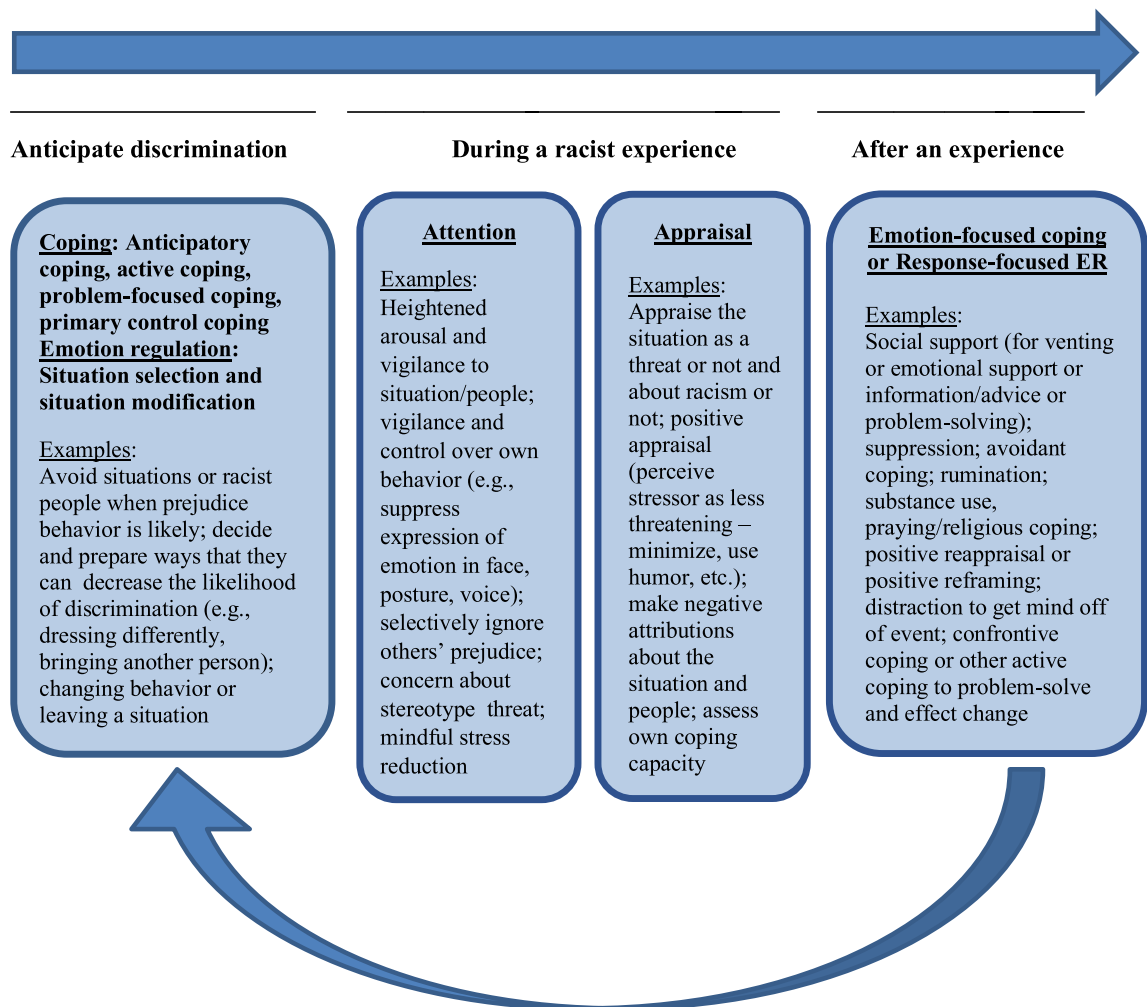 Anticipate discrimination
During a racist experience
After an experience
Coping: Anticipatory
coping, active coping,
problem-focused coping,
primary control coping
Emotion regulation:
Situation selection and
situation modification
Examples:
Avoid situations or racist
people when prejudice
behavior is likely; decide
and prepare ways that they
can decrease the likelihood
of discrimination (e.g.,
dressing differently,
bringing another person);
changing behavior or
leaving a situation
Attention
Examples:
Heightened
arousal and
vigilance to
situation/people;
vigilance and
control over own
behavior (e.g.,
suppress
expression of
emotion in face,
posture, voice);
selectively ignore
others’ prejudice;
concern about
stereotype threat;
mindful stress
reduction
Appraisal
Examples:
Appraise the
situation as a
threat or not and
about racism or
not; positive
appraisal
(perceive
stressor as less
threatening –
minimize, use
humor, etc.);
make negative
attributions
about the
situation and
people; assess
own coping
capacity
Emotion-focused coping
or Response-focused ER
Examples:
Social support (for venting
or emotional support or
information/advice or
problem-solving);
suppression; avoidant
coping; rumination;
substance use,
praying/religious coping;
positive reappraisal or
positive reframing;
distraction to get mind off
of event; confrontive
coping or other active
coping to problem-solve
and effect change